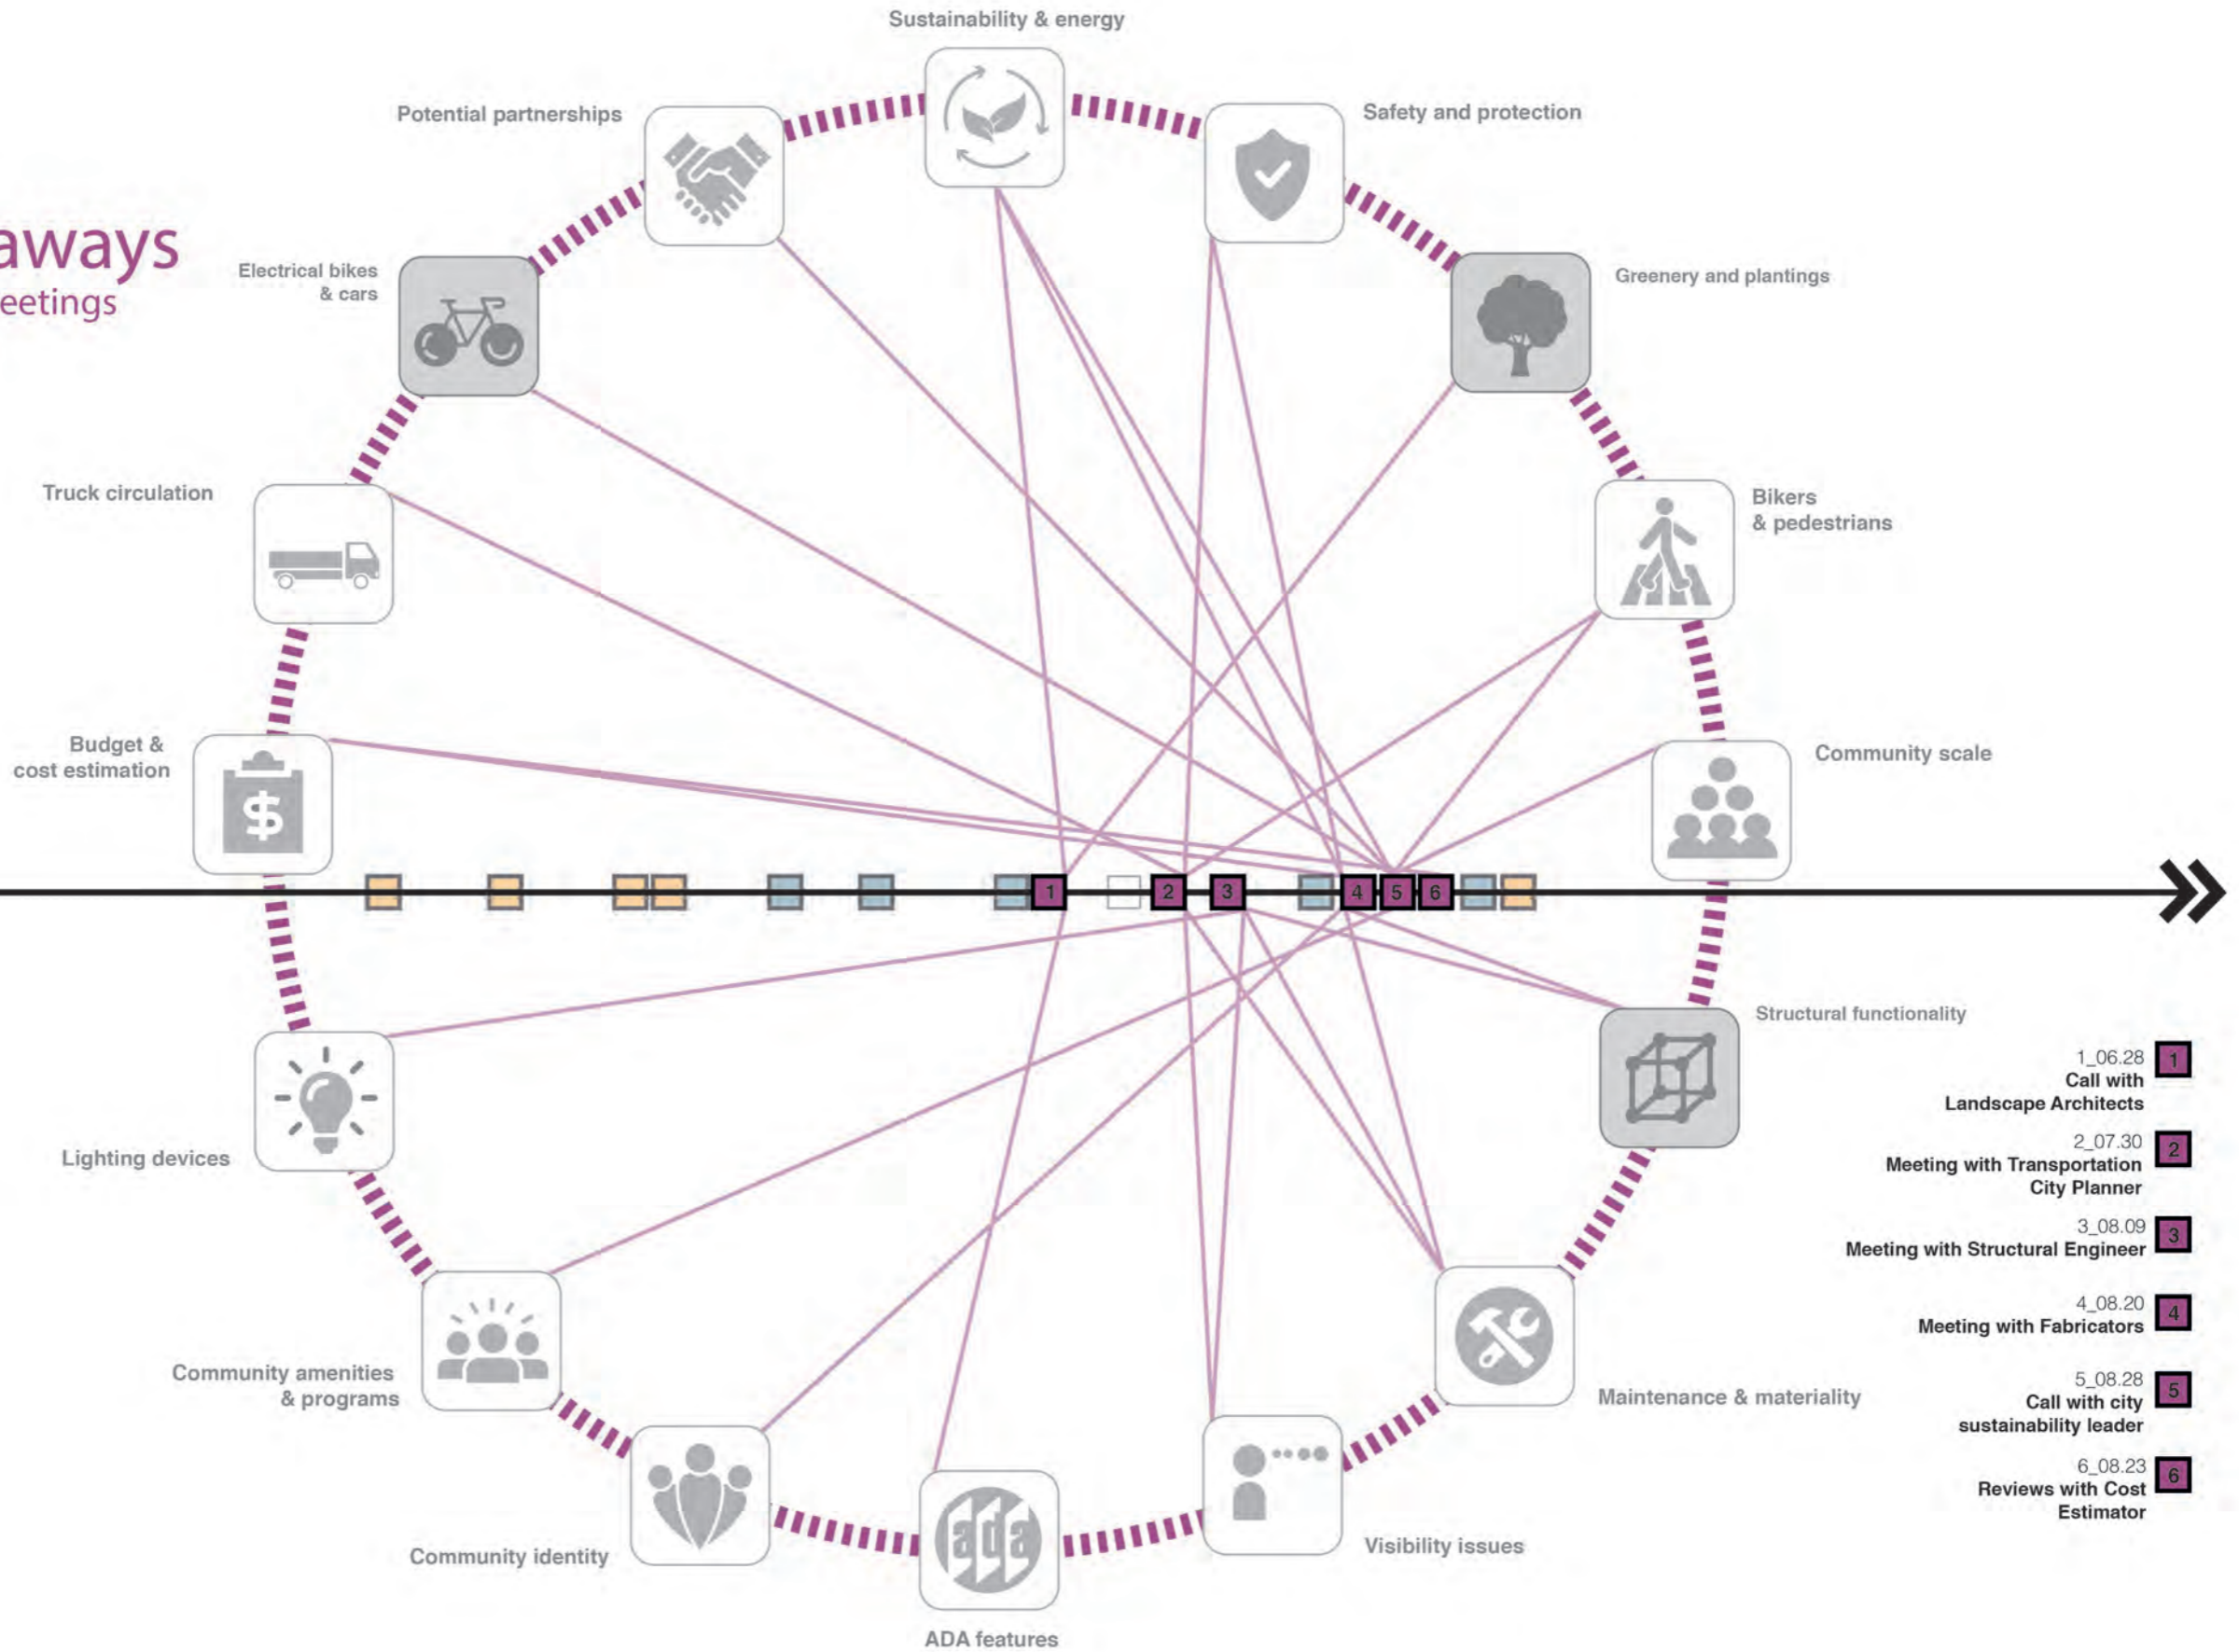 Sustainability & energy
Potential partnerships
Safety and protection
eetings
Electrical bikes
& cars
Greenery and plantings
Truck circulation
Bikers
& pedestrians
Budget &
cost estimation
$
Community scale
1
2
3
4
5
6
Structural functionality
1_06.28
1
Call with
Landscape Architects
2_07.30
2
Meeting with Transportation
City Planner
3_08.09
3
Meeting with Structural Engineer
4_08.20
4
Meeting with Fabricators
5_08.28
5
Call with city
sustainability leader
6_08.23
6
Reviews with Cost
Estimator
Lighting devices
Community amenities
& programs
Maintenance & materiality
Community identity
ada
Visibility issues
ADA features
aways